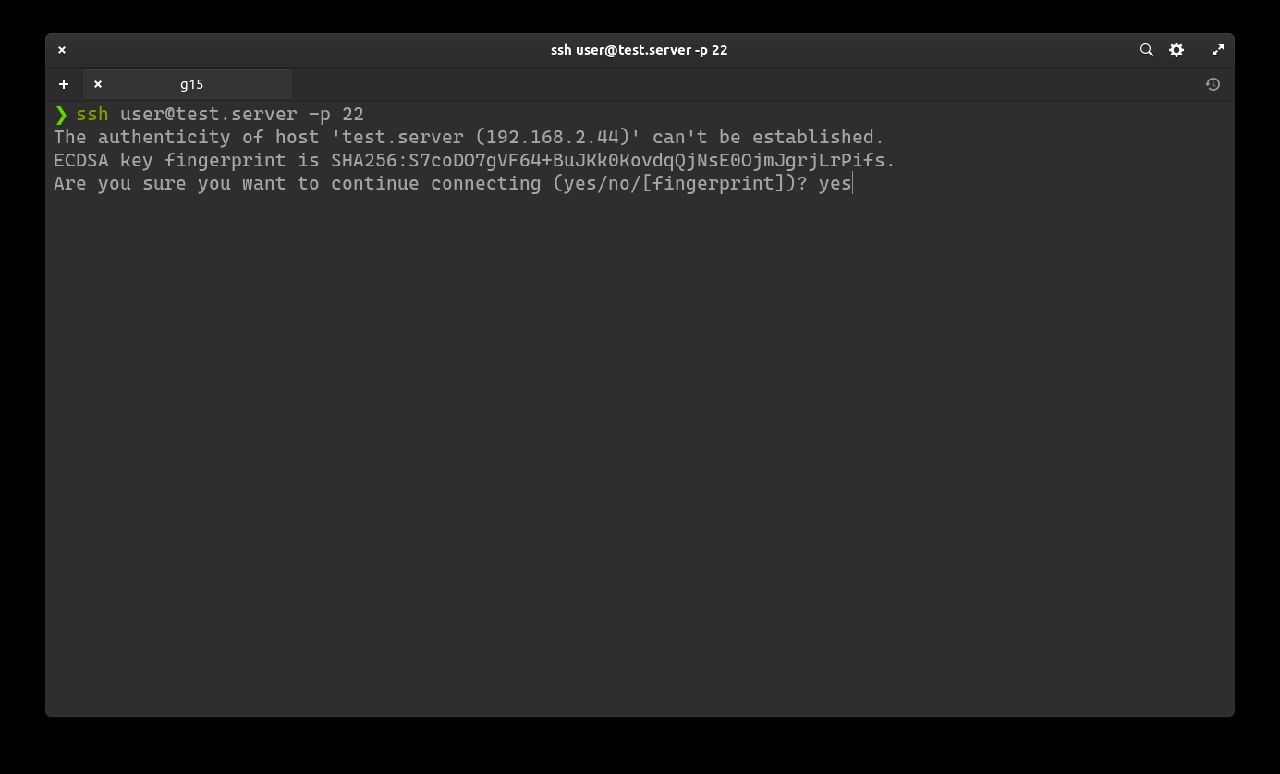 ssh user@test.server -p 22
g15
❯ ssh user@test.server -p 22
The authenticity of host 'test.server (192.168.2.44)' can't be established.
ECDSA key fingerprint is SHA256:S7coDO7gVF64+BuJKk0KovdqQjNsE0OjmJgrjLrPifs.
Are you sure you want to continue connecting (yes/no/[fingerprint])? yes